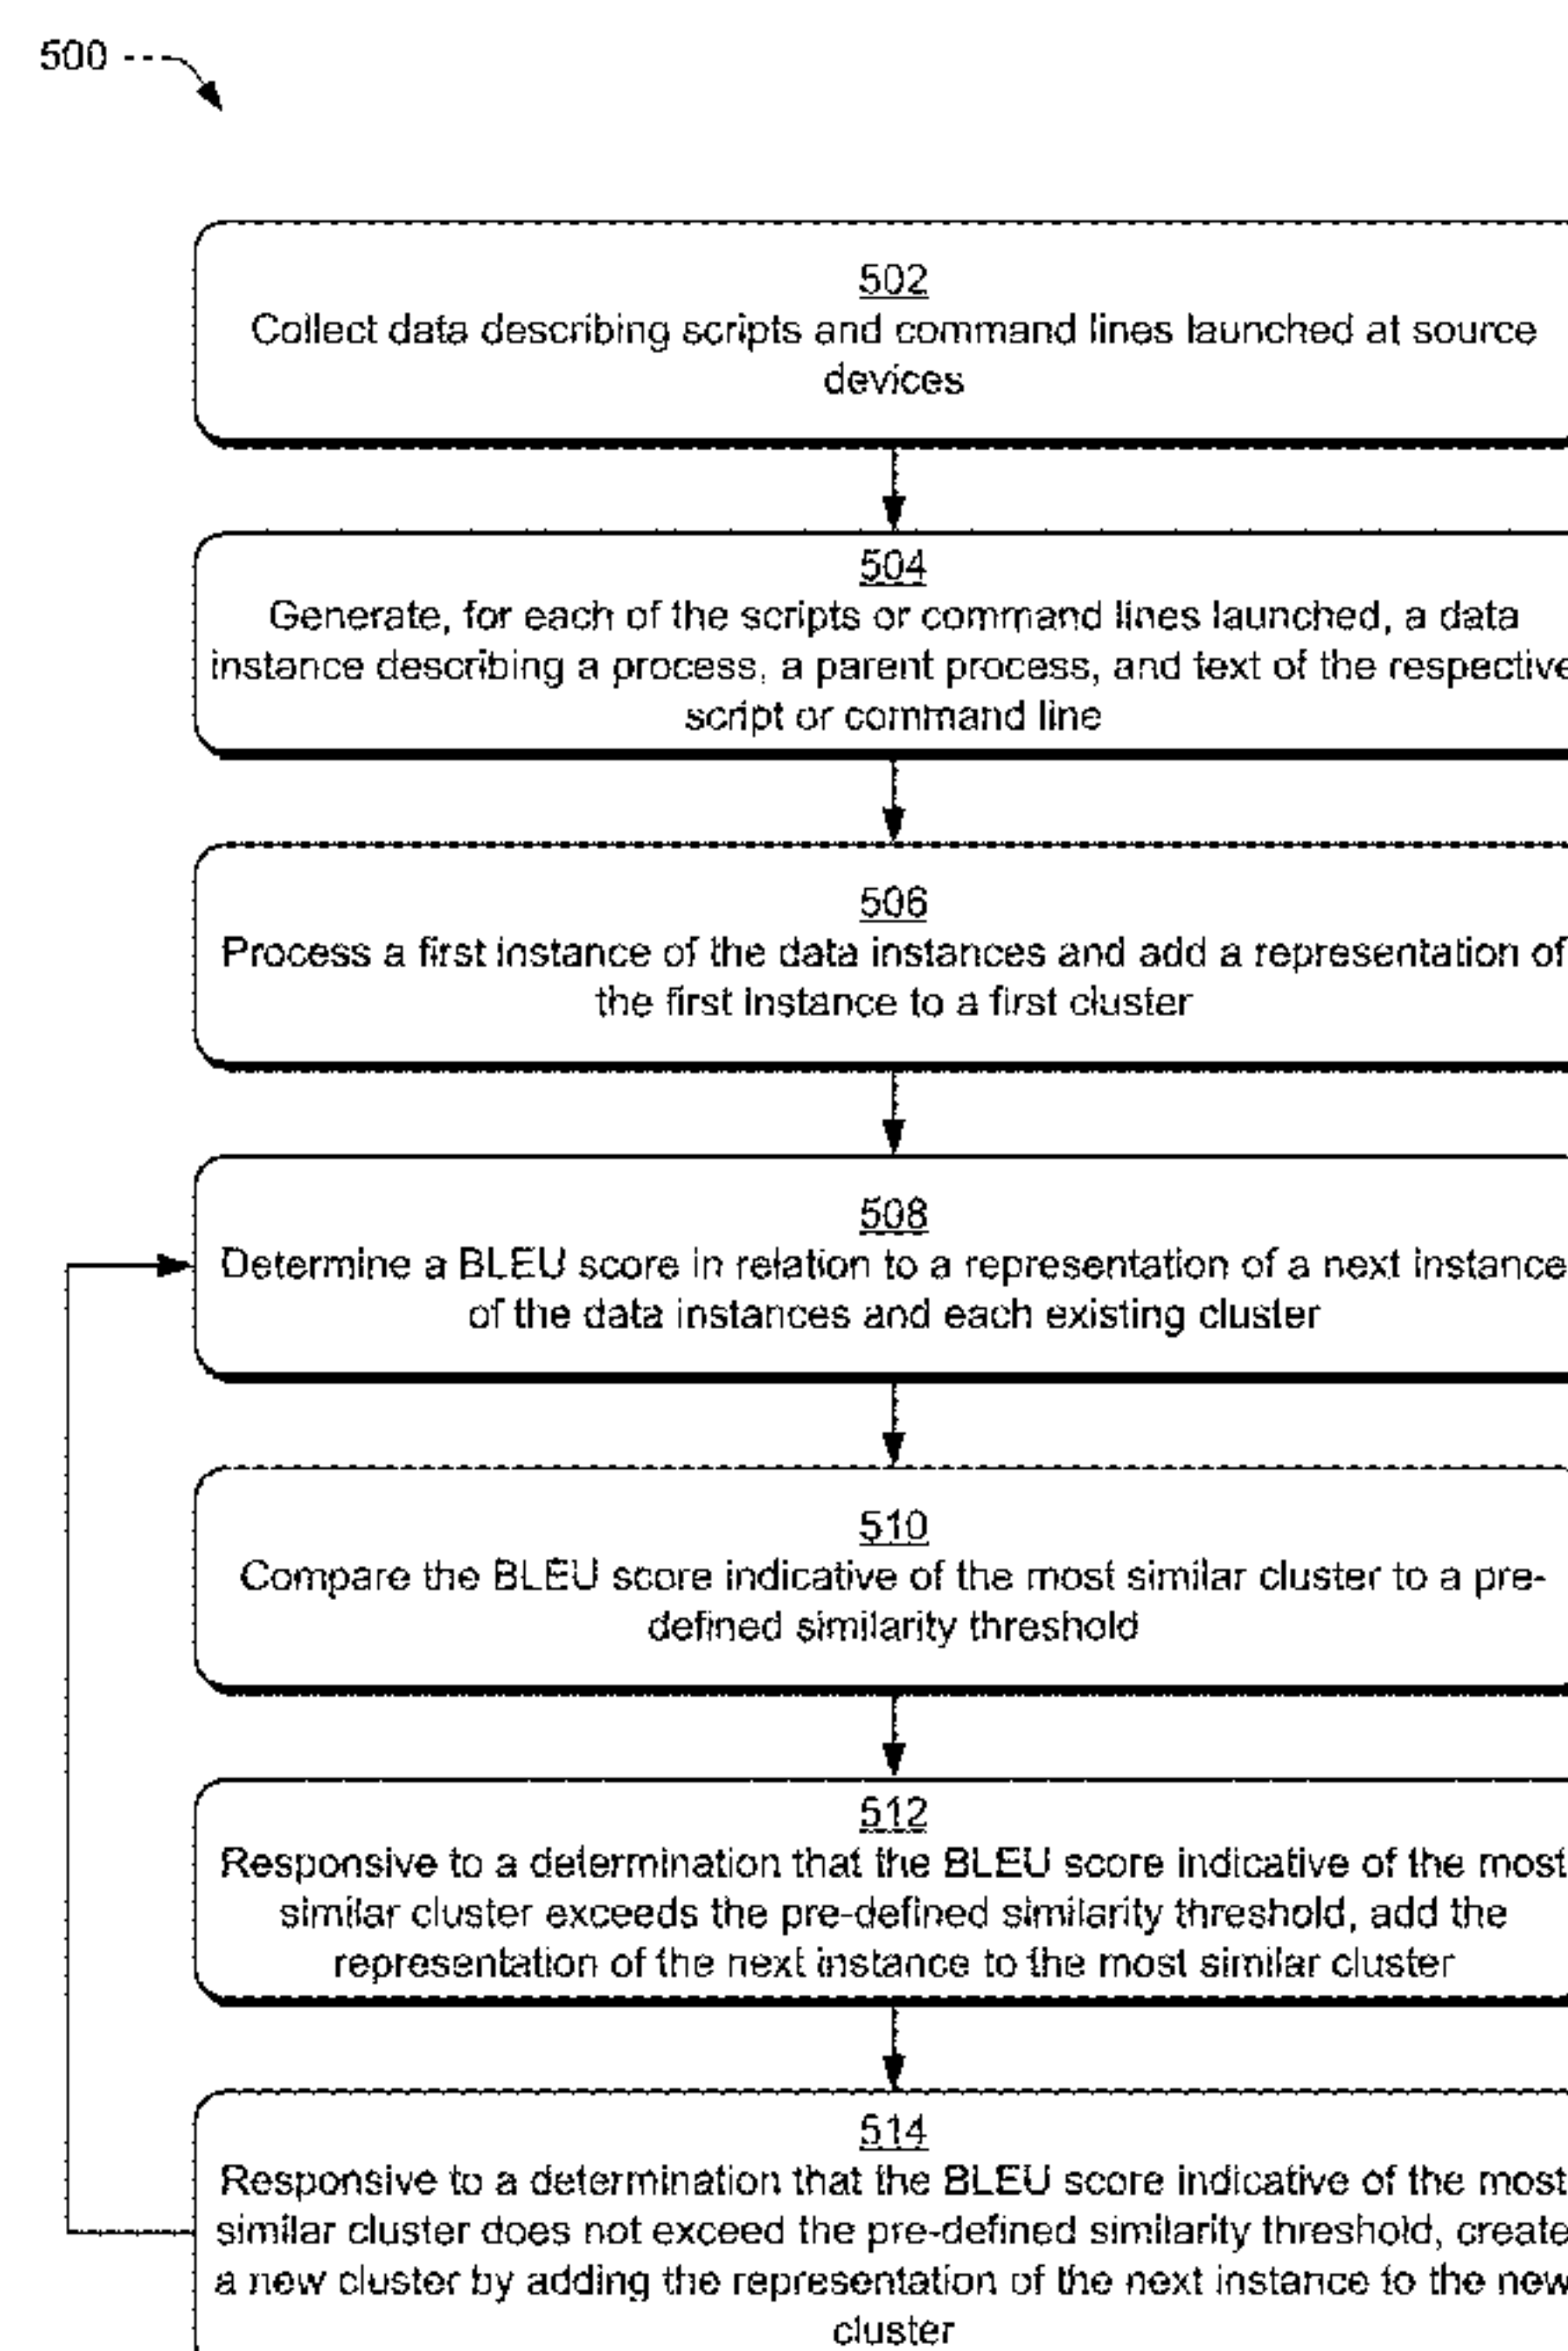 500
502
Collect data describing scripts and command lines launched at source
devices
504
Generate, for each of the scripts or command lines launched, a data
instance describing a process, a parent process, and text of the respective
script or command line
506
Process a first instance of the data instances and add a representation of
the first instance to a first cluster
508
Determine a BLEU score in relation to a representation of a next instance
of the data instances and each existing cluster
510
Compare the BLEU score indicative of the most similar cluster to a pre-
defined similarity threshold
512
Responsive to a determination that the BLEU score indicative of the most
similar cluster exceeds the pre-defined similarity threshold, add the
representation of the next instance to the most similar cluster
514
Responsive to a determination that the BLEU score indicative of the most
similar cluster does not exceed the pre-defined similarity threshold, create
a new cluster by adding the representation of the next instance to the new
cluster